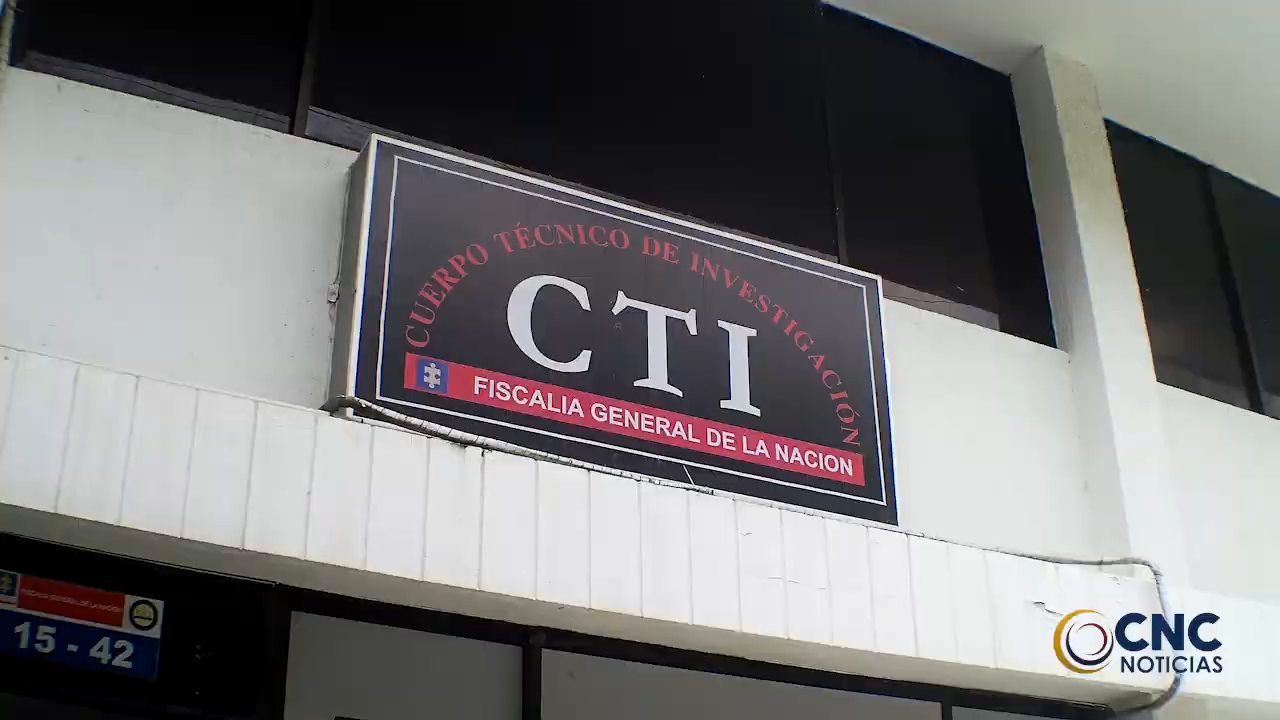 CUERPO TÉCNICO DE INVESTIGACIÓN
CTI
FISCALIA GENERAL DE LA NACION
FISCALIA GENERAL DE LA NACION
15 - 42
CNC
NOTICIAS